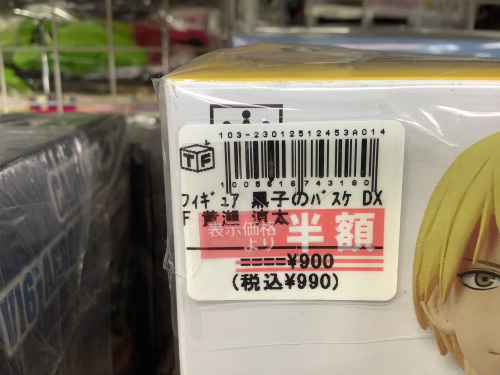 103-23012512453A014
TF
1005618743180
フィギュア 黒子のバスケ DX
F 黄瀬 涼太
表示価格
より 半額
====¥900
(税込¥990)